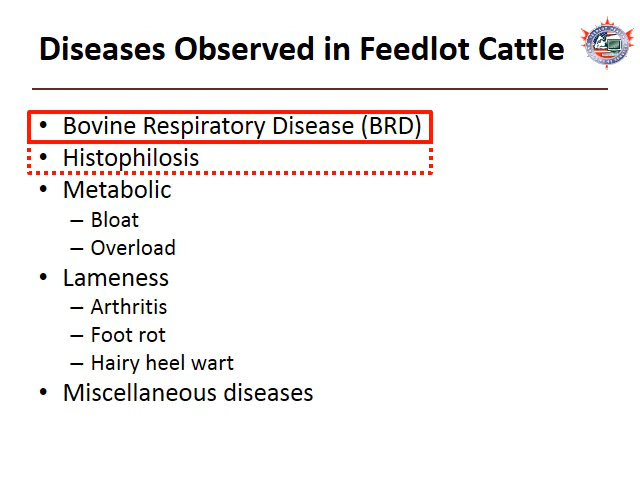 Diseases Observed in Feedlot Cattle
• Bovine Respiratory Disease (BRD)
• Histophilosis
• Metabolic
– Bloat
– Overload
• Lameness
– Arthritis
– Foot rot
– Hairy heel wart
• Miscellaneous diseases